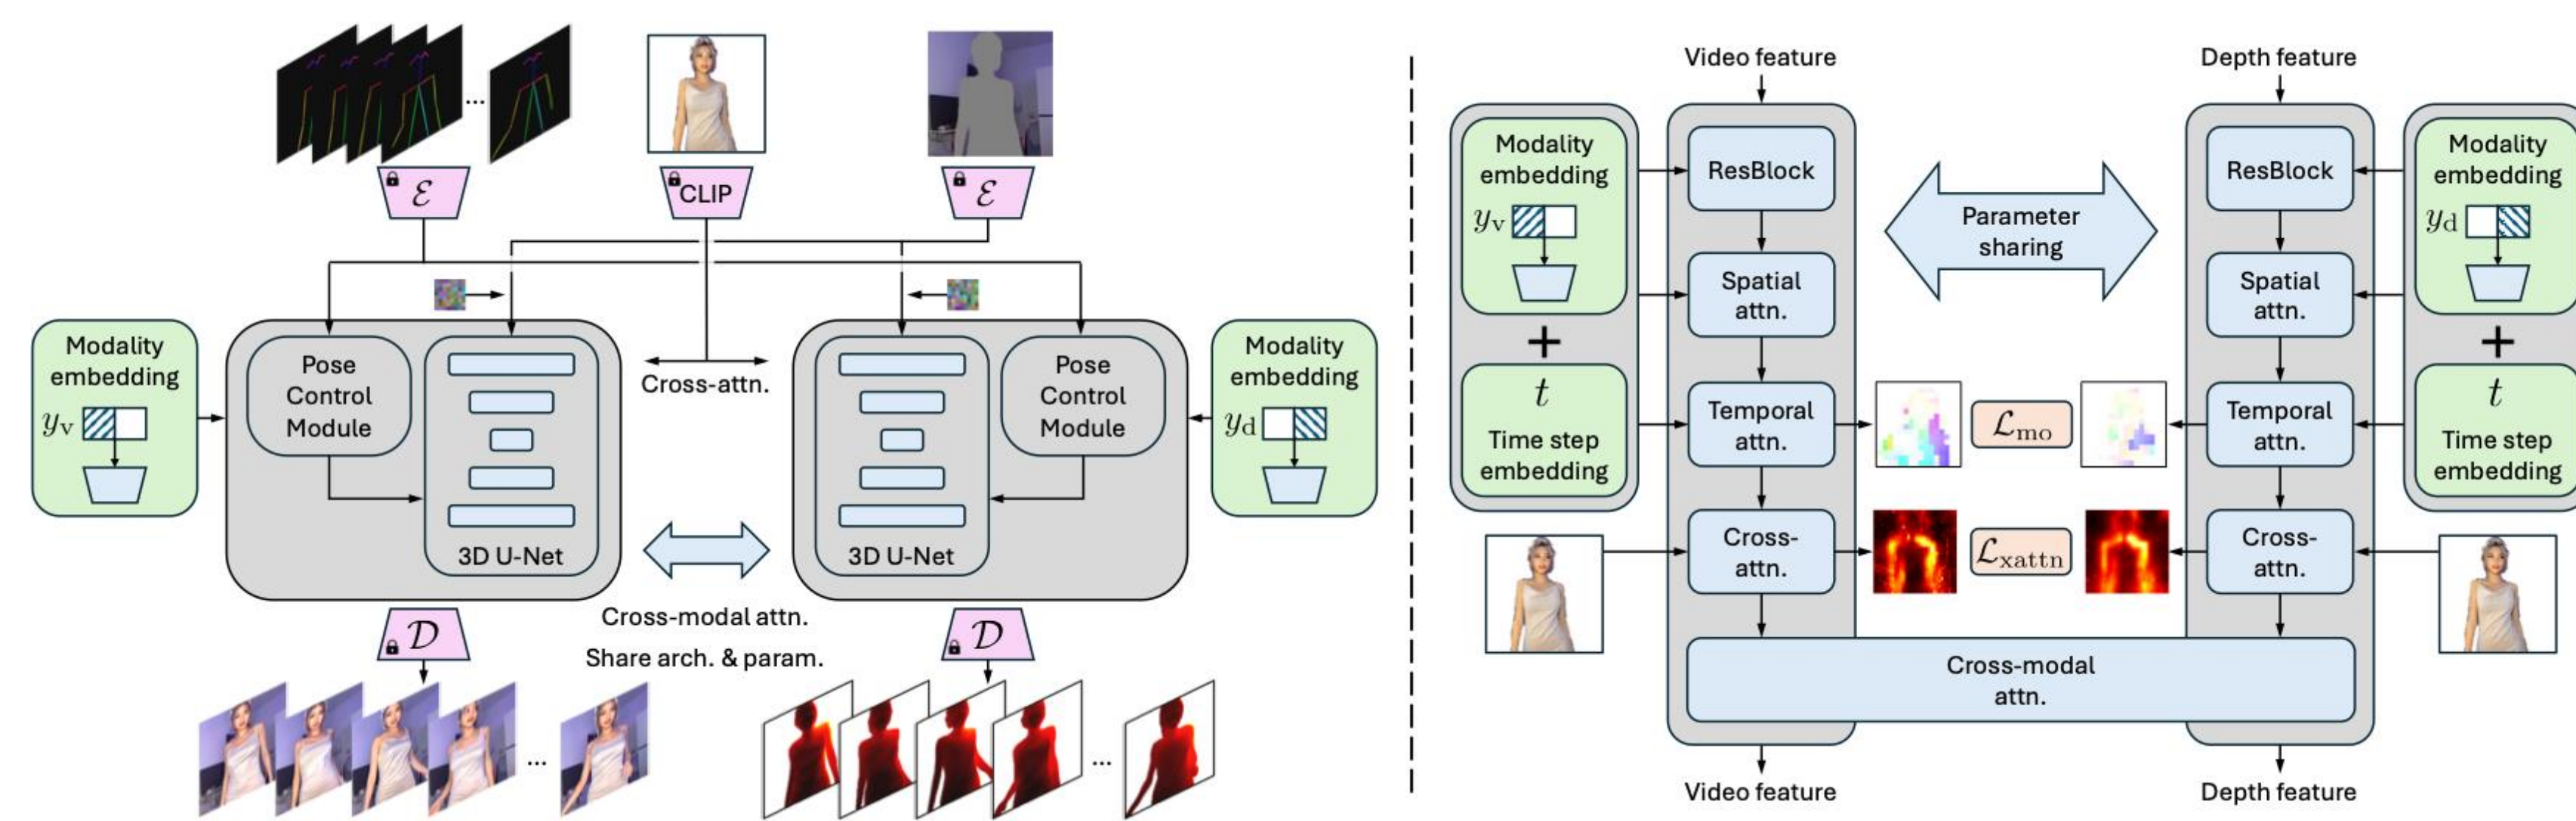 ℰ
CLIP
ℰ
...
Modality
embedding
y_v
Pose
Control
Module
3D U-Net
Cross-attn.
3D U-Net
Pose
Control
Module
Modality
embedding
y_d
Cross-modal attn.
Share arch. & param.
𝒟
𝒟
...
...
Video feature
Depth feature
Modality
embedding
y_v
+
t
Time step
embedding
ResBlock
Spatial
attn.
Temporal
attn.
Cross-
attn.
Parameter
sharing
ℒ_mo
ℒ_xattn
ResBlock
Spatial
attn.
Temporal
attn.
Cross-
attn.
Modality
embedding
y_d
+
t
Time step
embedding
Cross-modal
attn.
Video feature
Depth feature